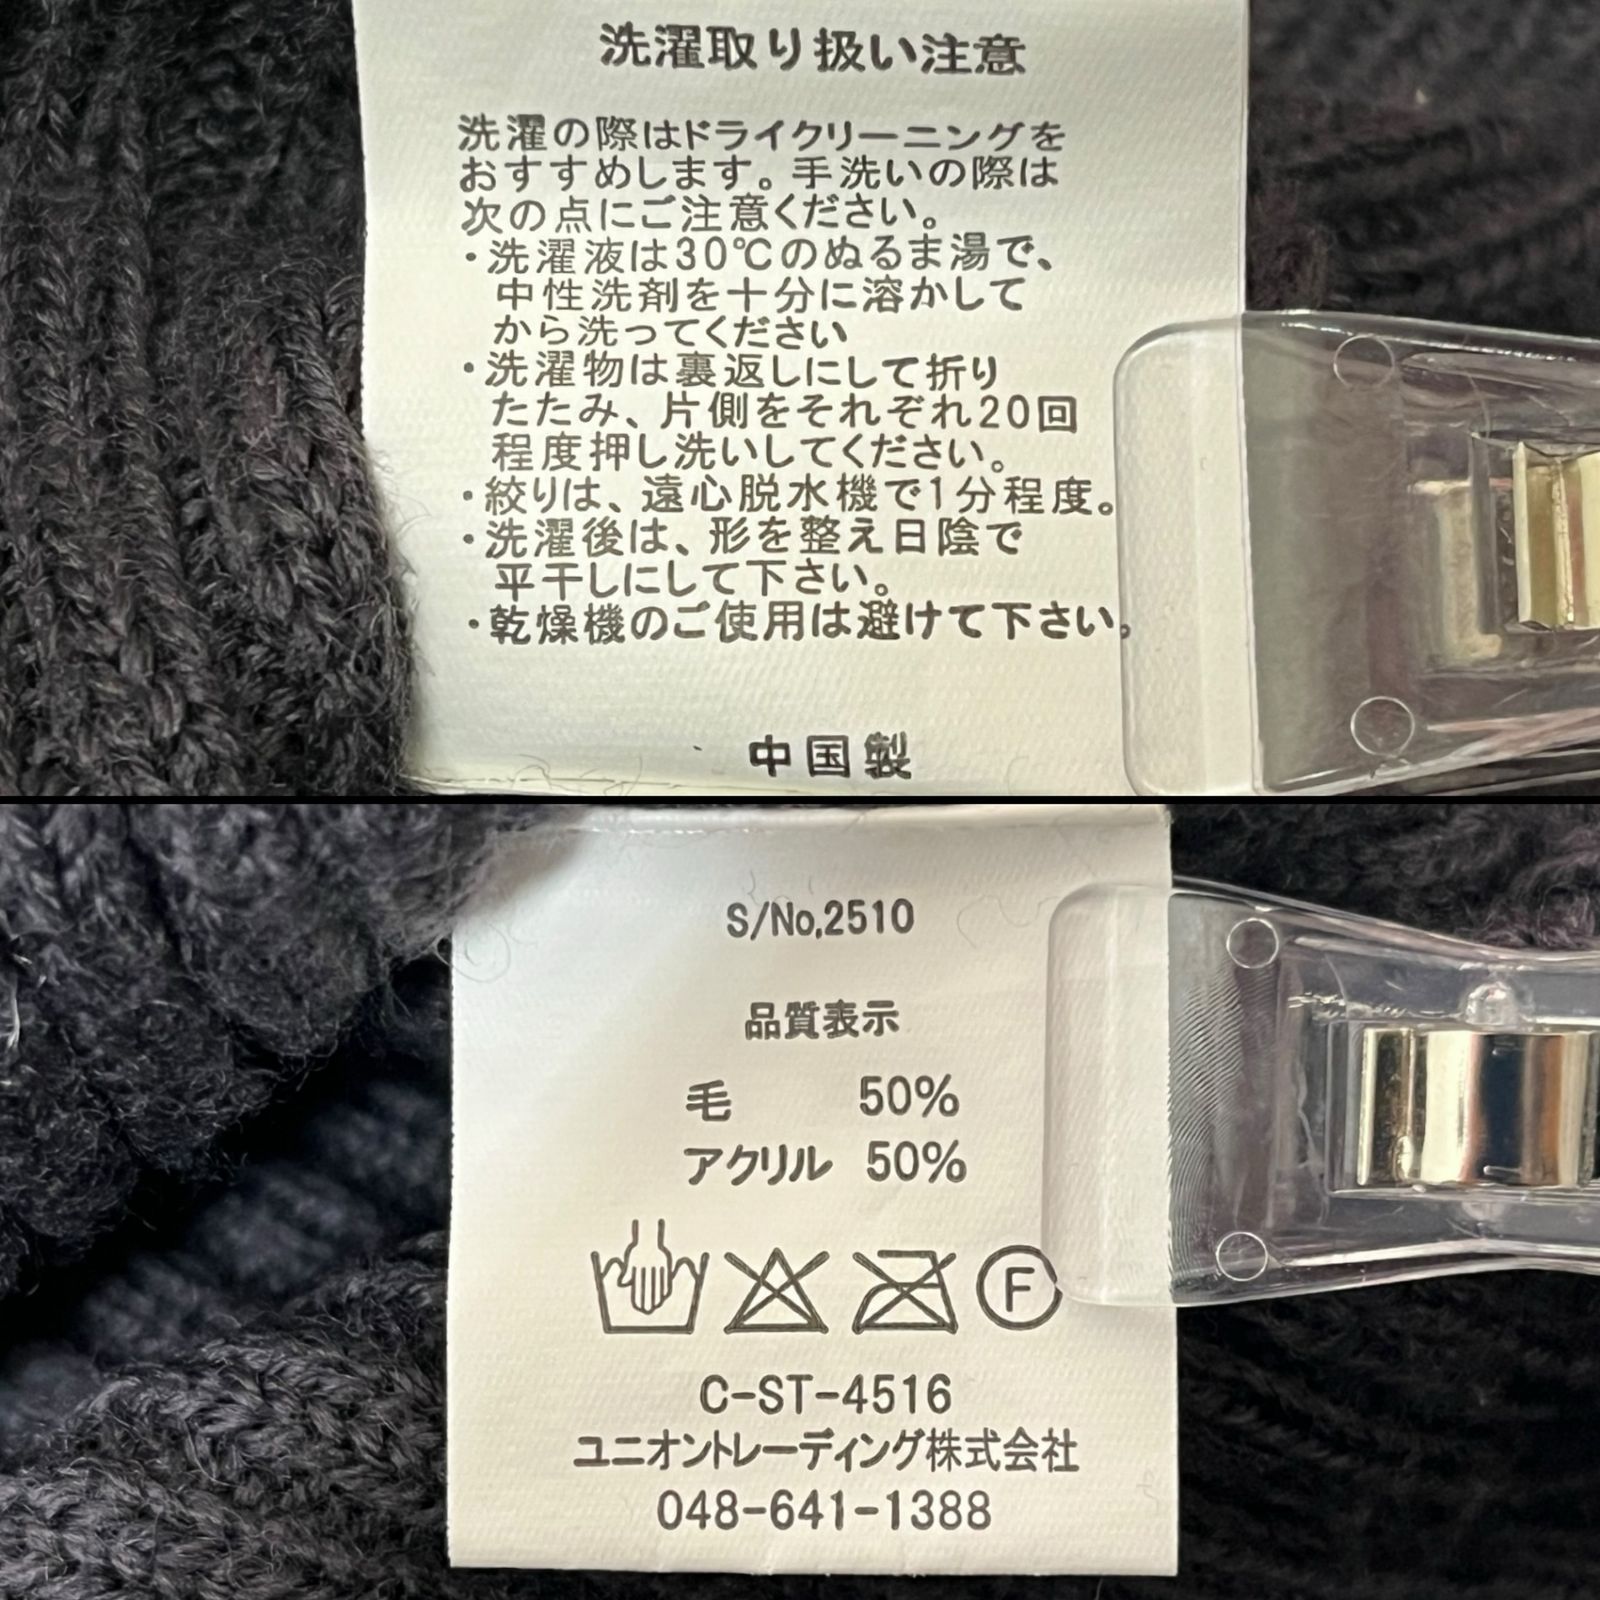 洗濯取り扱い注意
洗濯の際はドライクリーニングを
おすすめします。手洗いの際は
次の点にご注意ください。
・洗濯液は30℃のぬるま湯で、
中性洗剤を十分に溶かして
から洗ってください
・洗濯物は裏返しにして折り
たたみ、片側をそれぞれ20回
程度押し洗いしてください。
・絞りは、遠心脱水機で1分程度。
・洗濯後は、形を整え日陰で
平干しにして下さい。
・乾燥機のご使用は避けて下さい。
中国製
S/No,2510
品質表示
毛 50%
アクリル 50%
F
C-ST-4516
ユニオントレーディング株式会社
048-641-1388